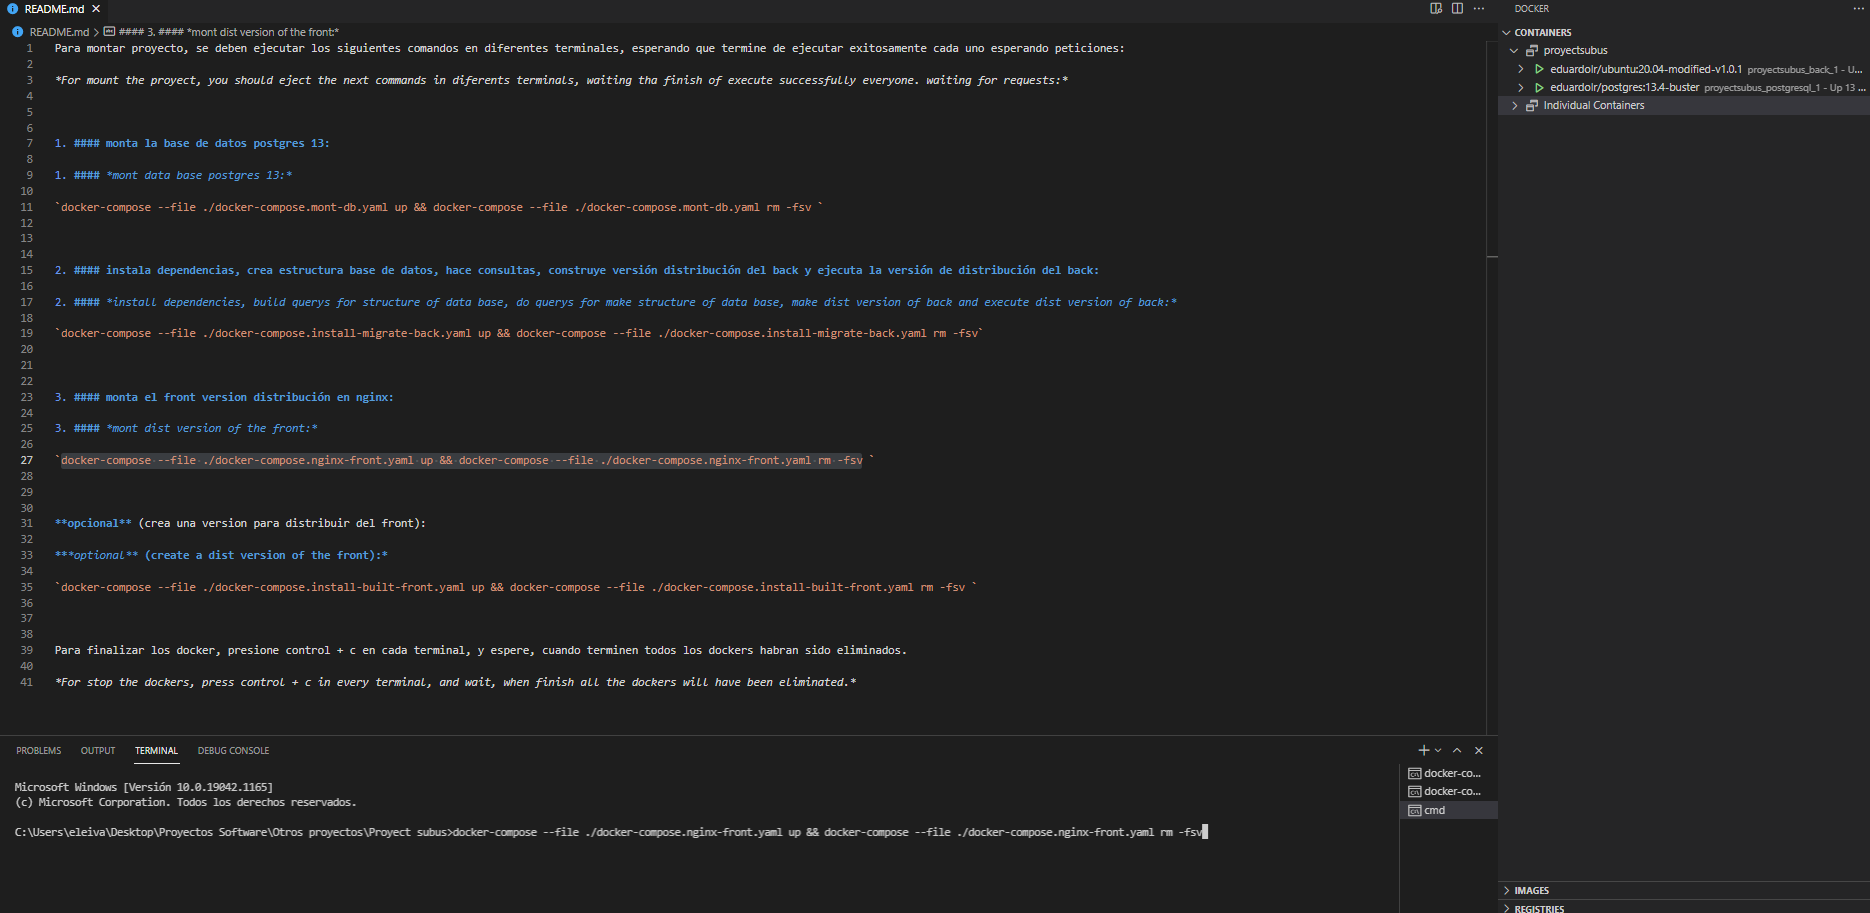 README.md
README.md > #### 3. #### *mont dist version of the front:*
1 Para montar proyecto, se deben ejecutar los siguientes comandos en diferentes terminales, esperando que termine de ejecutar exitosamente cada uno esperando peticiones:
2
3 *For mount the proyect, you should eject the next commands in diferents terminals, waiting tha finish of execute successfully everyone. waiting for requests:*
4
5
6
7 1. #### monta la base de datos postgres 13:
8
9 1. #### *mont data base postgres 13:*
10
11 `docker-compose --file ./docker-compose.mont-db.yaml up && docker-compose --file ./docker-compose.mont-db.yaml rm -fsv `
12
13
14
15 2. #### instala dependencias, crea estructura base de datos, hace consultas, construye versión distribución del back y ejecuta la versión de distribución del back:
16
17 2. #### *install dependencies, build querys for structure of data base, do querys for make structure of data base, make dist version of back and execute dist version of back:*
18
19 `docker-compose --file ./docker-compose.install-migrate-back.yaml up && docker-compose --file ./docker-compose.install-migrate-back.yaml rm -fsv`
20
21
22
23 3. #### monta el front version distribución en nginx:
24
25 3. #### *mont dist version of the front:*
26
27 `docker-compose --file ./docker-compose.nginx-front.yaml up && docker-compose --file ./docker-compose.nginx-front.yaml rm -fsv `
28
29
30
31 **opcional** (crea una version para distribuir del front):
32
33 ***optional** (create a dist version of the front):*
34
35 `docker-compose --file ./docker-compose.install-built-front.yaml up && docker-compose --file ./docker-compose.install-built-front.yaml rm -fsv `
36
37
38
39 Para finalizar los docker, presione control + c en cada terminal, y espere, cuando terminen todos los dockers habran sido eliminados.
40
41 *For stop the dockers, press control + c in every terminal, and wait, when finish all the dockers will have been eliminated.*
PROBLEMS OUTPUT TERMINAL DEBUG CONSOLE
Microsoft Windows [Versión 10.0.19042.1165]
(c) Microsoft Corporation. Todos los derechos reservados.
C:\Users\eleiva\Desktop\Proyectos Software\Otros proyectos\Proyect subus>docker-compose --file ./docker-compose.nginx-front.yaml up && docker-compose --file ./docker-compose.nginx-front.yaml rm -fsv
docker-co...
docker-co...
cmd
DOCKER
CONTAINERS
proyectsubus
eduardolr/ubuntu:20.04-modified-v1.0.1 proyectsubus_back_1 - U...
eduardolr/postgres:13.4-buster proyectsubus_postgresql_1 - Up 13 ...
Individual Containers
IMAGES
REGISTRIES